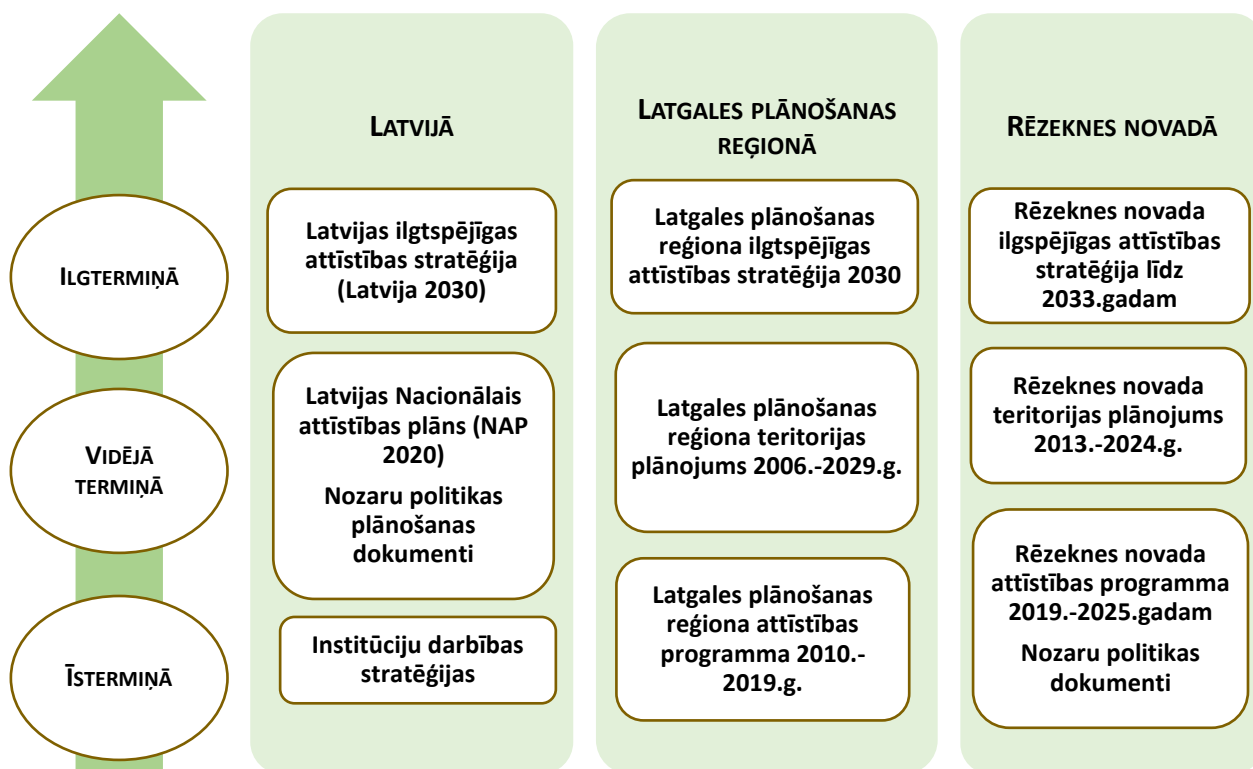 LATVIJĀ
LATGALES PLĀNOŠANAS
REĢIONĀ
RĒZEKNES NOVADĀ
ILGTERMIŅĀ
Latvijas ilgtspējīgas
attīstības stratēģija
(Latvija 2030)
Latgales plānošanas
reģiona ilgtspējīgas
attīstības stratēģija 2030
Rēzeknes novada
ilgspējīgas attīstības
stratēģija līdz
2033.gadam
VIDĒJĀ
TERMIŅĀ
Latvijas Nacionālais
attīstības plāns (NAP
2020)
Nozaru politikas
plānošanas
dokumenti
Latgales plānošanas
reģiona teritorijas
plānojums 2006.-2029.g.
Rēzeknes novada
teritorijas plānojums
2013.-2024.g.
ĪSTERMIŅĀ
Institūciju darbības
stratēģijas
Latgales plānošanas
reģiona attīstības
programma 2010.-
2019.g.
Rēzeknes novada
attīstības programma
2019.-2025.gadam
Nozaru politikas
dokumenti